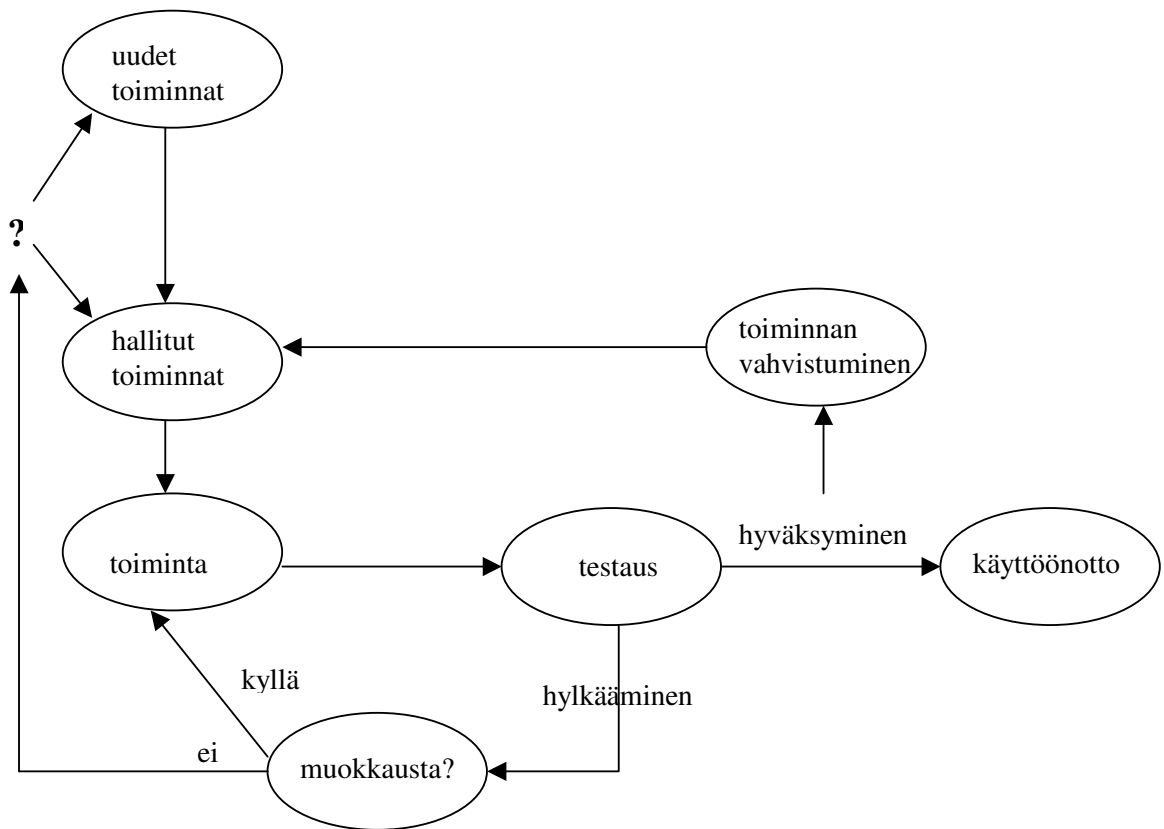 uudet
toiminnat
?
hallitut
toiminnat
toiminnan
vahvistuminen
hyväksyminen
toiminta
testaus
käyttöönotto
kyllä
hylkääminen
ei
muokkausta?